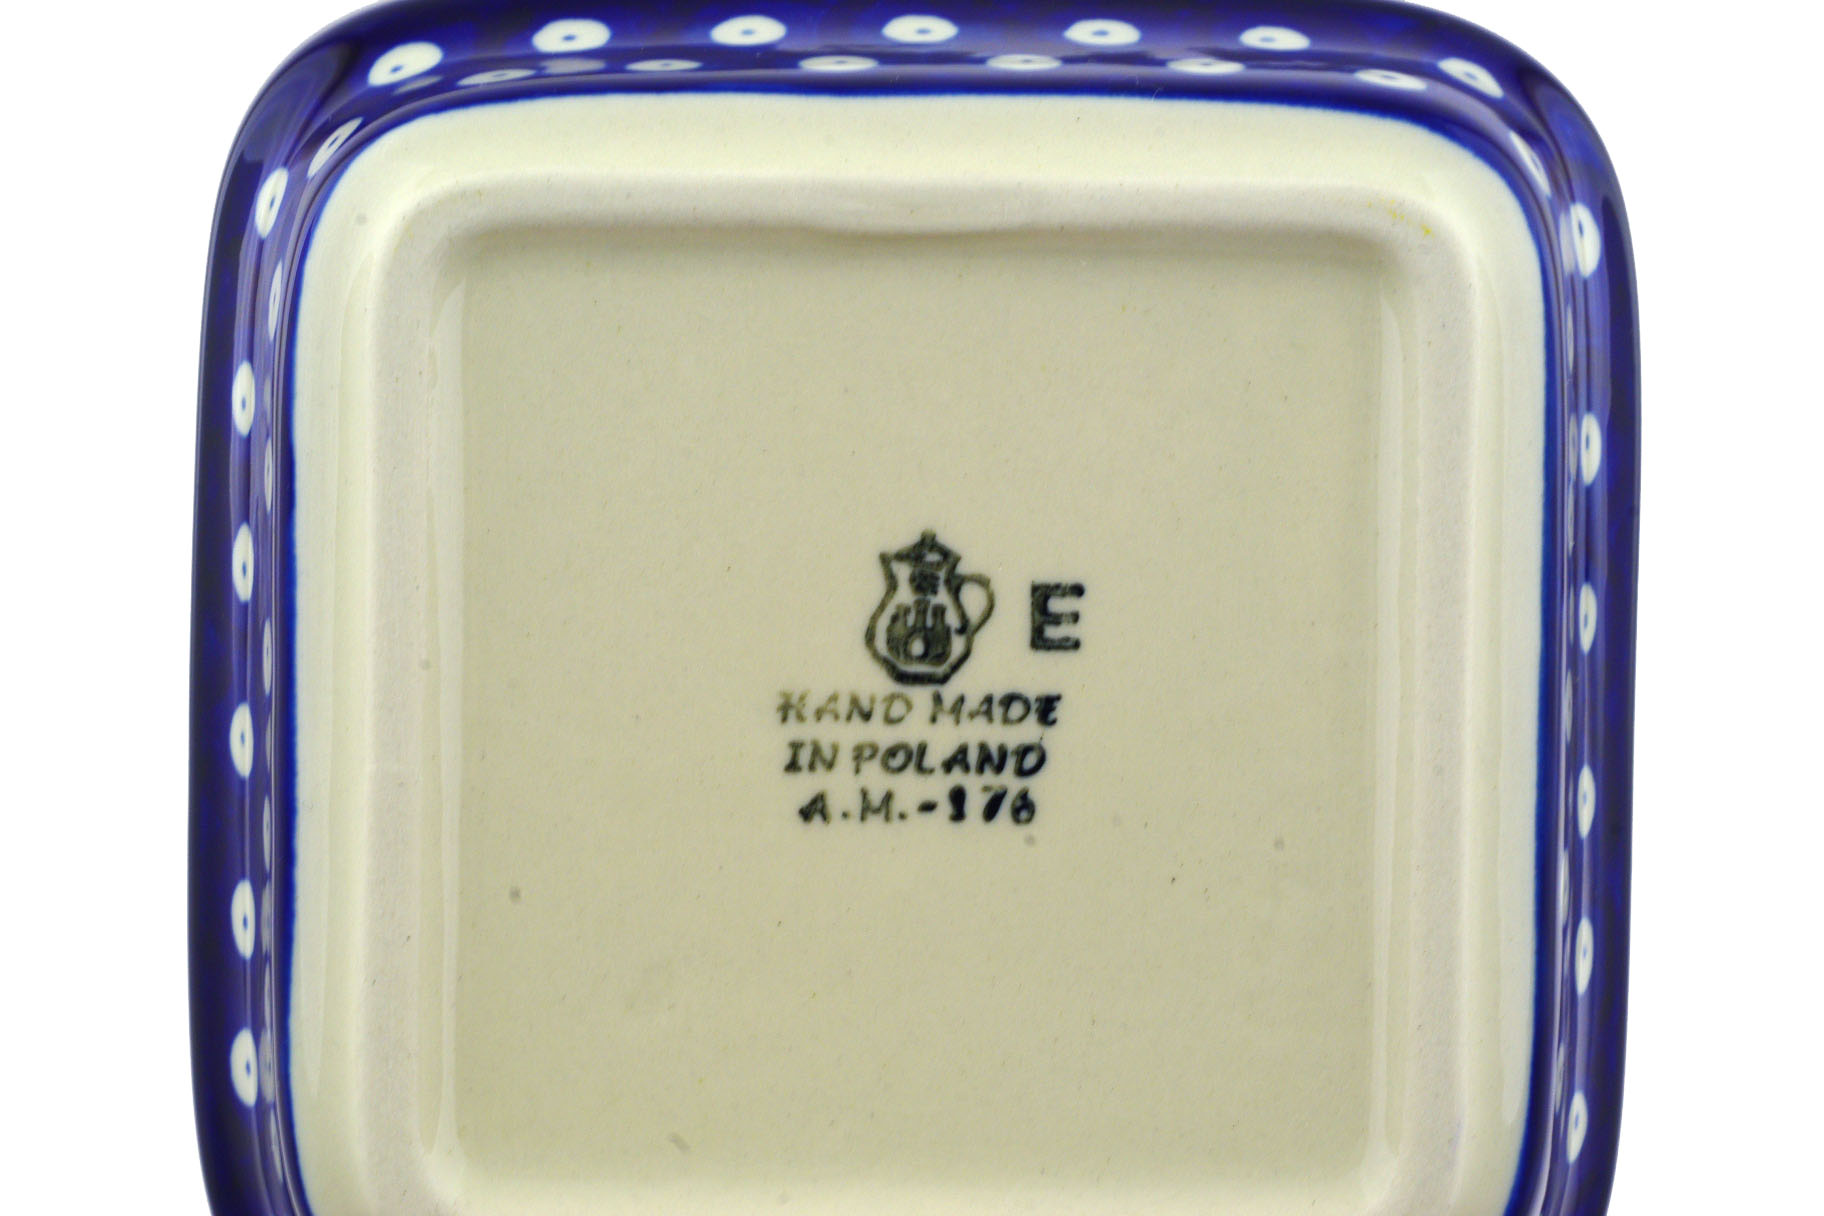 E
HAND MADE
IN POLAND
A.M.-176